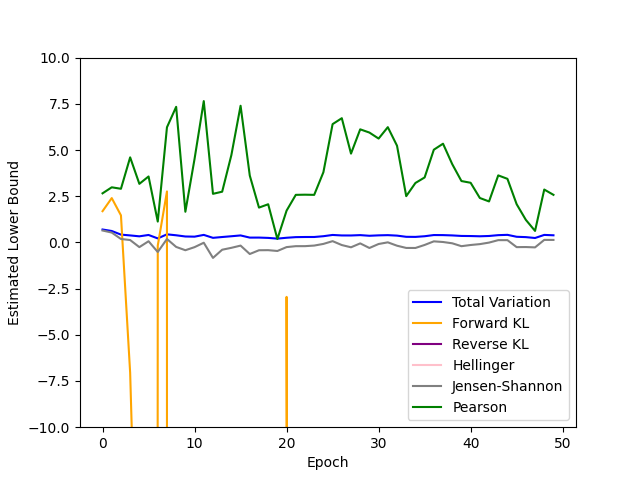 10.0
7.5
5.0
2.5
0.0
−2.5
−5.0
−7.5
−10.0
Estimated Lower Bound
0
10
20
30
40
50
Epoch
Total Variation
Forward KL
Reverse KL
Hellinger
Jensen-Shannon
Pearson